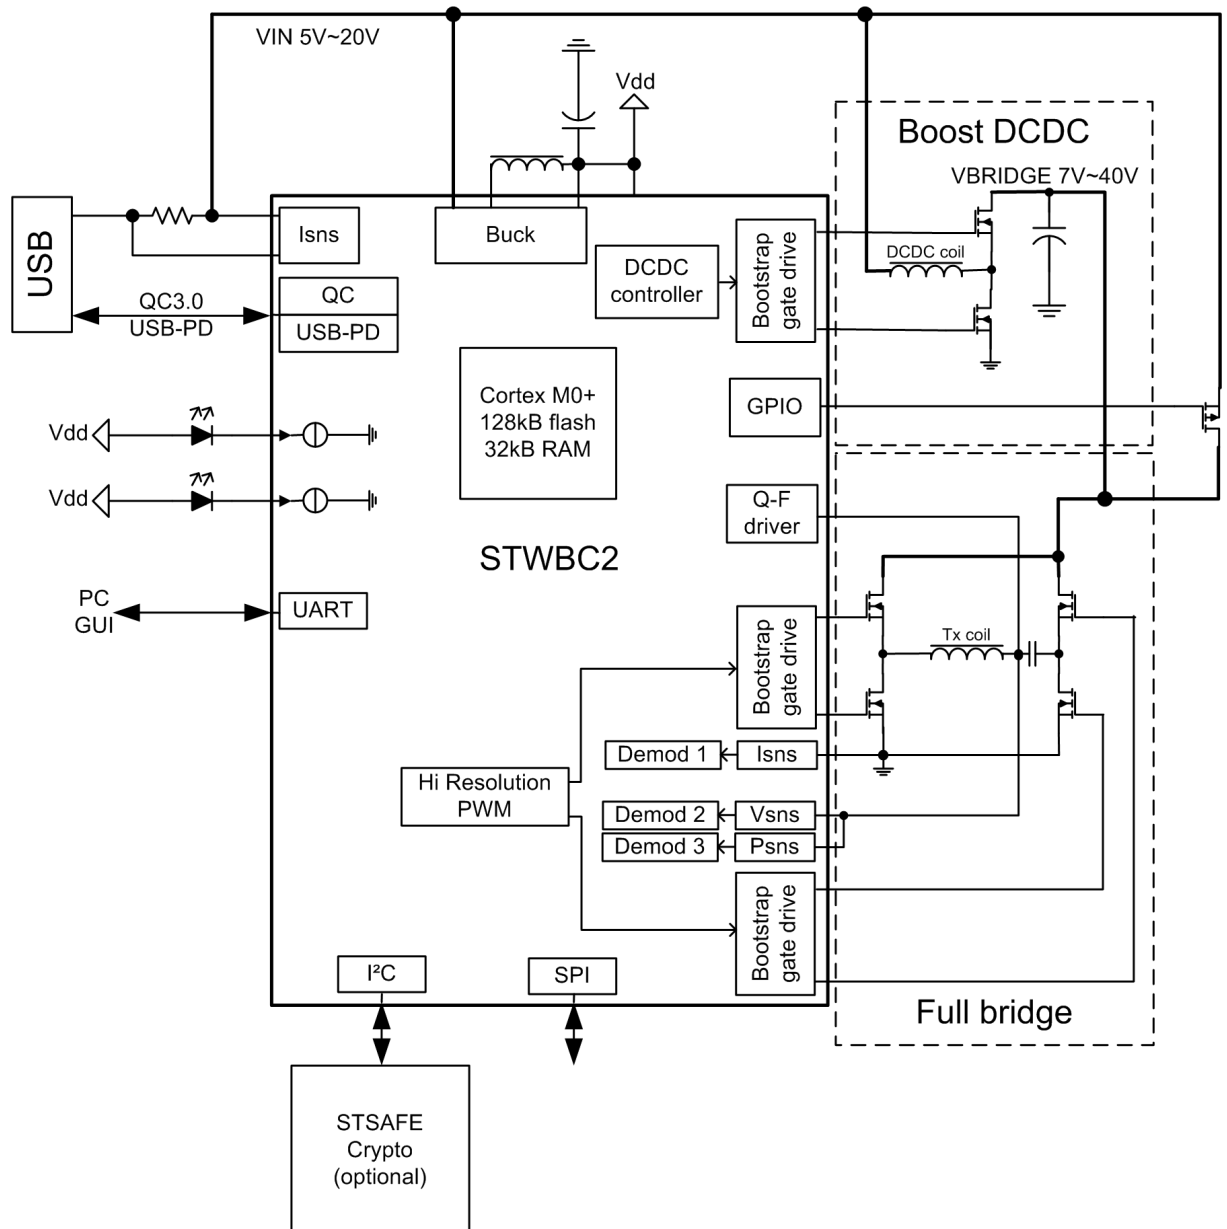 VIN 5V~20V
Vdd
Boost DCDC
VBRIDGE 7V~40V
USB
Isns
Buck
DCDC
controller
Bootstrap
gate drive
DCDC coil
QC3.0
USB-PD
QC
USB-PD
Cortex M0+
128kB flash
32kB RAM
GPIO
Vdd
Vdd
Q-F
driver
STWBC2
PC
GUI
UART
Bootstrap
gate drive
Tx coil
Demod 1
Isns
Hi Resolution
PWM
Demod 2
Vsns
Demod 3
Psns
Bootstrap
gate drive
I²C
SPI
Full bridge
STSAFE
Crypto
(optional)